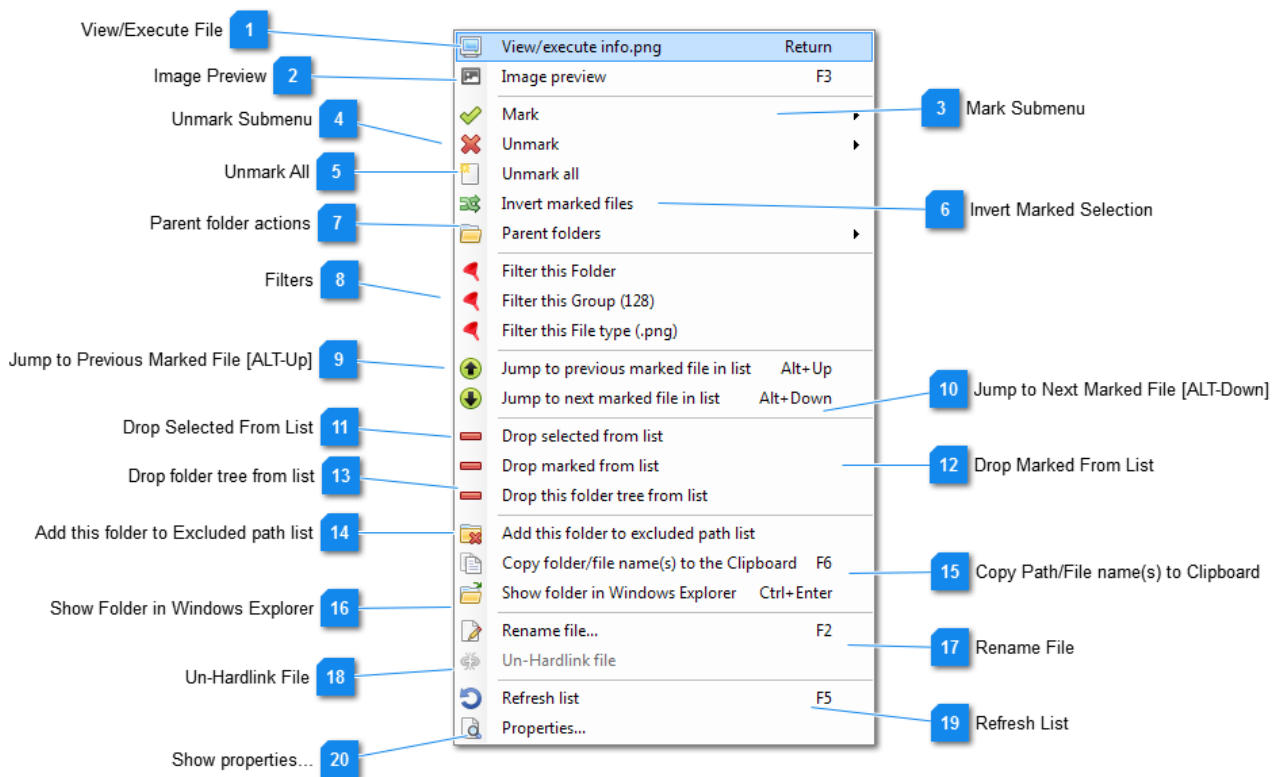 View/Execute File 1
View/execute info.png Return
Image Preview 2
Image preview F3
Mark
3 Mark Submenu
Unmark Submenu 4
Unmark
Unmark All 5
Unmark all
Invert marked files
6 Invert Marked Selection
Parent folder actions 7
Parent folders
Filter this Folder
Filters 8
Filter this Group (128)
Filter this File type (.png)
Jump to Previous Marked File [ALT-Up] 9
Jump to previous marked file in list Alt+Up
Jump to next marked file in list Alt+Down
10 Jump to Next Marked File [ALT-Down]
Drop Selected From List 11
Drop selected from list
Drop marked from list
12 Drop Marked From List
Drop folder tree from list 13
Drop this folder tree from list
Add this folder to Excluded path list 14
Add this folder to excluded path list
Copy folder/file name(s) to the Clipboard F6
15 Copy Path/File name(s) to Clipboard
Show Folder in Windows Explorer 16
Show folder in Windows Explorer Ctrl+Enter
Rename file... F2
17 Rename File
Un-Hardlink File 18
Un-Hardlink file
Refresh list F5
19 Refresh List
Properties...
Show properties... 20